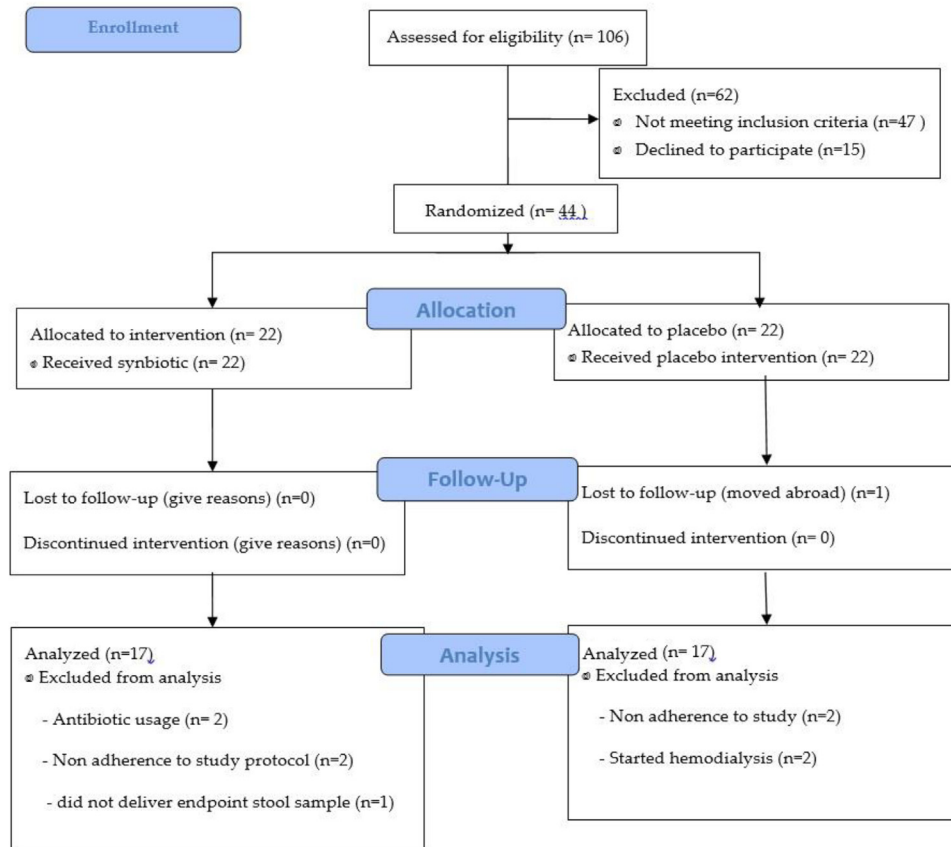 Enrollment
Assessed for eligibility (n= 106)
Excluded (n=62)
Not meeting inclusion criteria (n=47 )
Declined to participate (n=15)
Randomized (n= 44 )
Allocation
Allocated to intervention (n= 22)
Received synbiotic (n= 22)
Allocated to placebo (n= 22)
Received placebo intervention (n= 22)
Follow-Up
Lost to follow-up (give reasons) (n=0)
Discontinued intervention (give reasons) (n=0)
Lost to follow-up (moved abroad) (n=1)
Discontinued intervention (n= 0)
Analysis
Analyzed (n=17)
Excluded from analysis
- Antibiotic usage (n= 2)
- Non adherence to study protocol (n=2)
- did not deliver endpoint stool sample (n=1)
Analyzed (n= 17)
Excluded from analysis
- Non adherence to study (n=2)
- Started hemodialysis (n=2)